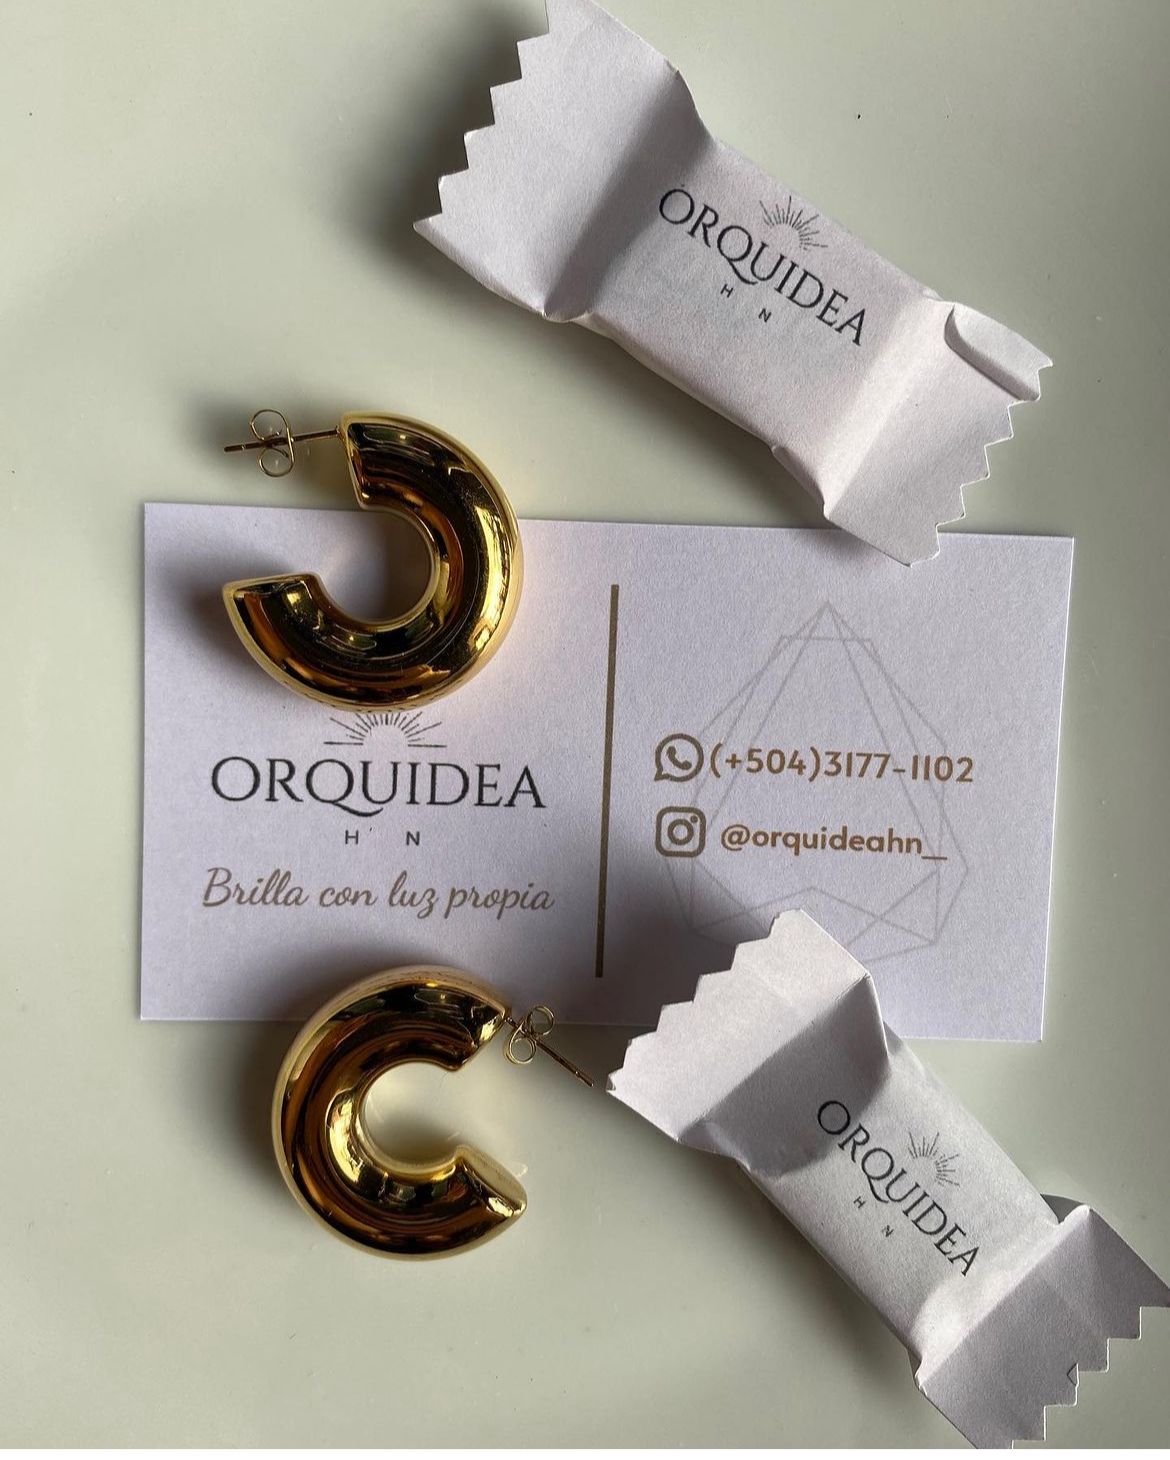 ORQUIDEA
H N
ORQUIDEA
H N
Brilla con luz propia
(+504)3177-1102
@orquideahn_
ORQUIDEA
H N